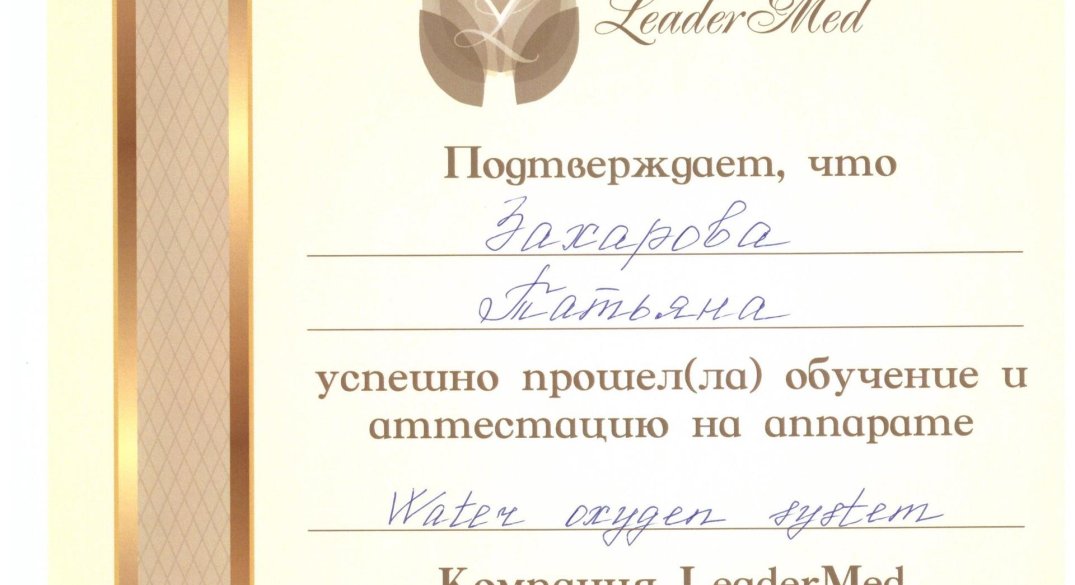 LeaderMed
Подтверждает, что
Захарова
Татьяна
успешно прошел(ла) обучение и
аттестацию на аппарате
Water oxygen system
Компания LeaderMed